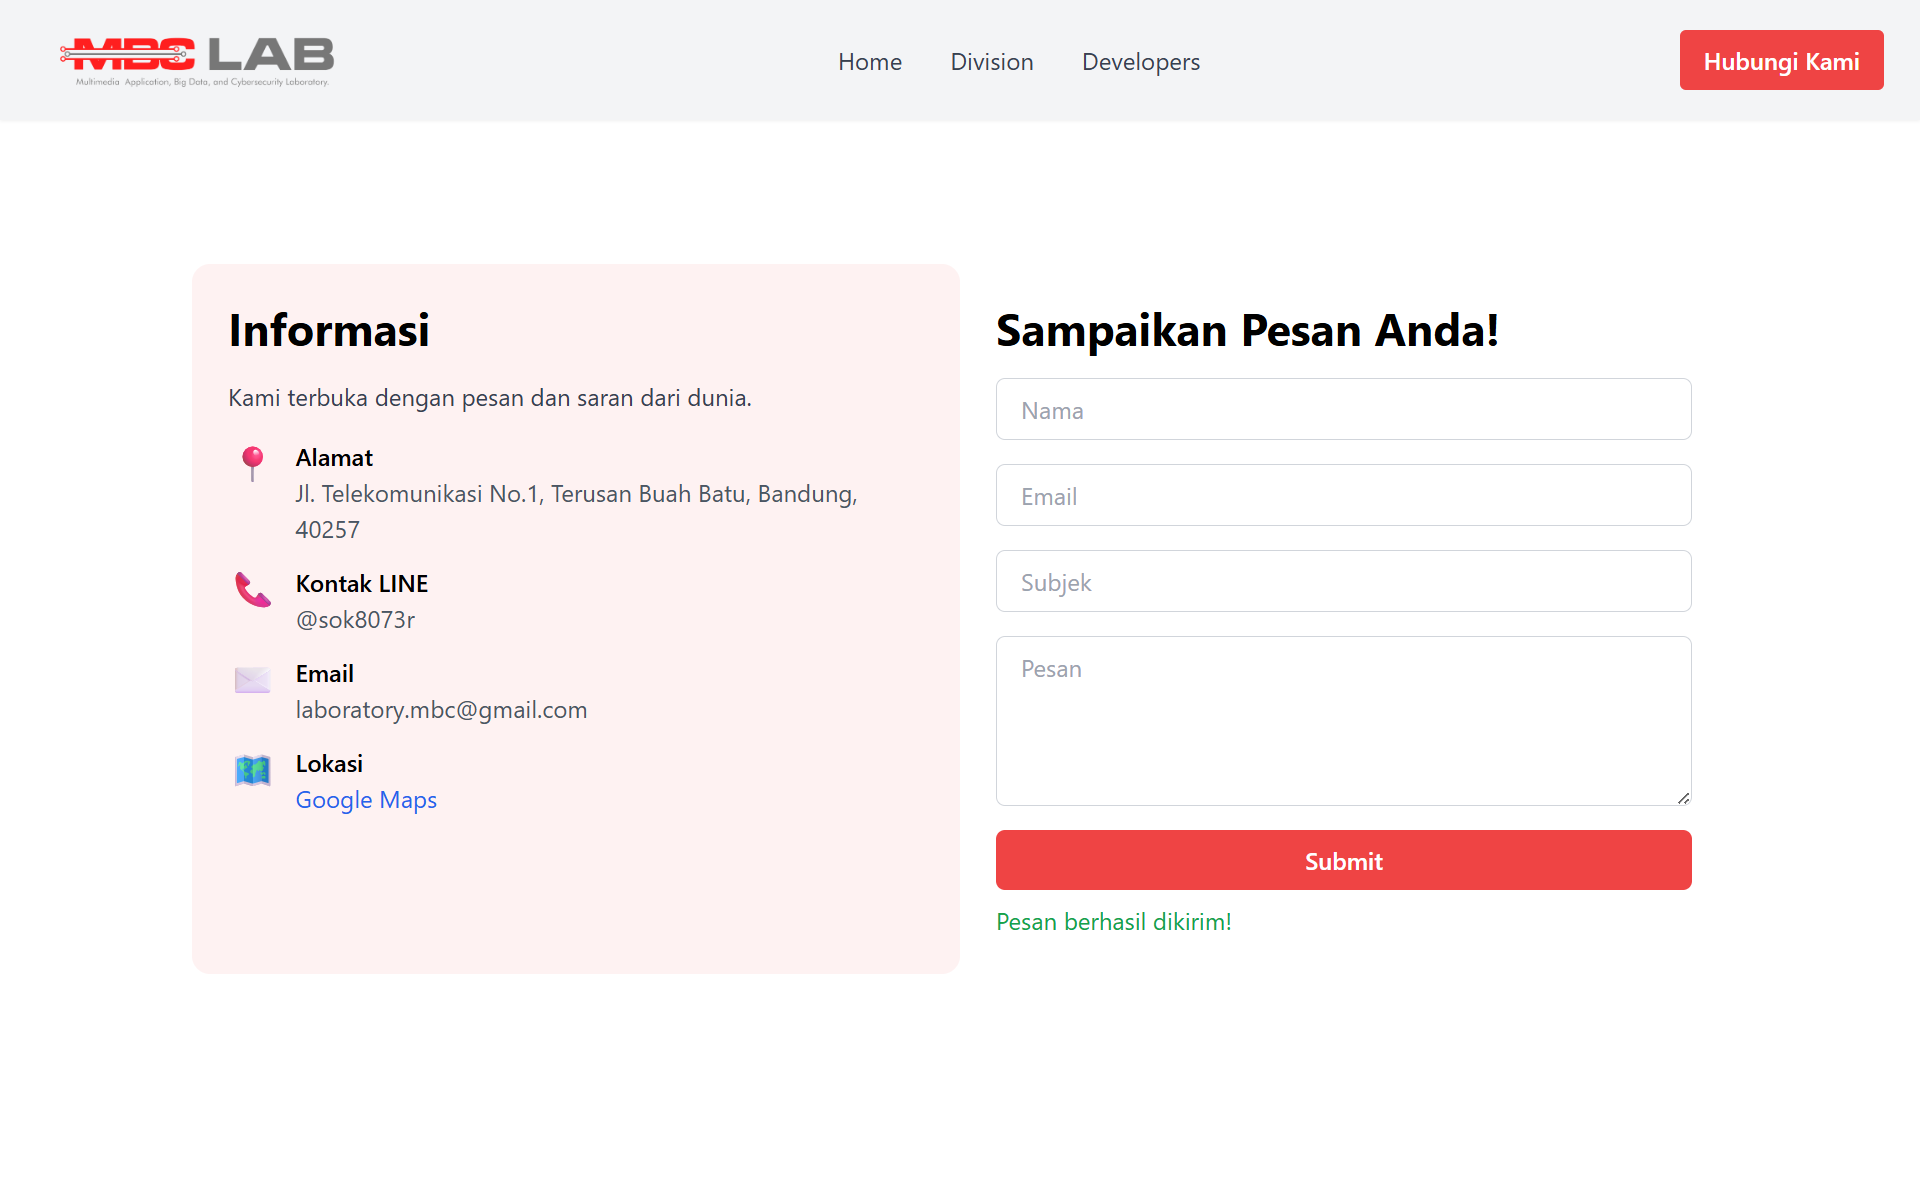 MBC LAB
Multimedia Application, Big Data, and Cybersecurity Laboratory.
Home
Division
Developers
Hubungi Kami
Informasi
Kami terbuka dengan pesan dan saran dari dunia.
Alamat
Jl. Telekomunikasi No.1, Terusan Buah Batu, Bandung,
40257
Kontak LINE
@sok8073r
Email
laboratory.mbc@gmail.com
Lokasi
Google Maps
Sampaikan Pesan Anda!
Nama
Email
Subjek
Pesan
Submit
Pesan berhasil dikirim!